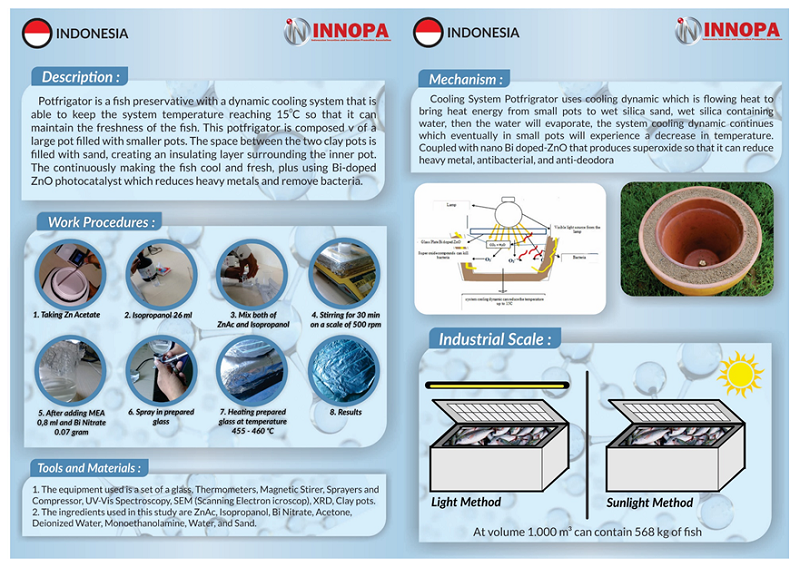 INDONESIA
INNOPA
Description :
Potfrigator is a fish preservative with a dynamic cooling system that is
able to keep the system temperature reaching 15°C so that it can
maintain the freshness of the fish. This potfrigator is composed v of a
large pot filled with smaller pots. The space between the two clay pots is
filled with sand, creating an insulating layer surrounding the inner pot.
The continuously making the fish cool and fresh, plus using Bi-doped
ZnO photocatalyst which reduces heavy metals and remove bacteria.
Work Procedures :
1. Taking Zn Acetate
2. Isopropanol 26 ml
3. Mix both of
ZnAc and Isopropanol
4. Stirring for 30 min
on a scale of 500 rpm
5. After adding MEA
0,8 ml and Bi Nitrate
0.07 gram
6. Spray in prepared
glass
7. Heating prepared
glass at temperature
455 - 460 °C
8. Results
Tools and Materials :
1. The equipment used is a set of a glass, Thermometers, Magnetic Stirer, Sprayers and
Compressor, UV-Vis Spectroscopy, SEM (Scanning Electron icroscop), XRD, Clay pots.
2. The ingredients used in this study are ZnAc, Isopropanol, Bi Nitrate, Acetone,
Deionized Water, Monoethanolamine, Water, and Sand.
INDONESIA
INNOPA
Mechanism :
Cooling System Potfrigrator uses cooling dynamic which is flowing heat to
bring heat energy from small pots to wet silica sand, wet silica containing
water, then the water will evaporate, the system cooling dynamic continues
which eventually in small pots will experience a decrease in temperature.
Coupled with nano Bi doped-ZnO that produces superoxide so that it can reduce
heavy metal, antibacterial, and anti-deodora
Lamp
Visible light source from the
lamp
Glass Plate Bi-doped ZnO
Superoxide compounds can kill
bacteria
Bacteria
system cooling dynamic can reduce the temperature
up to 15°C
Industrial Scale :
Light Method
Sunlight Method
At volume 1.000 m³ can contain 568 kg of fish